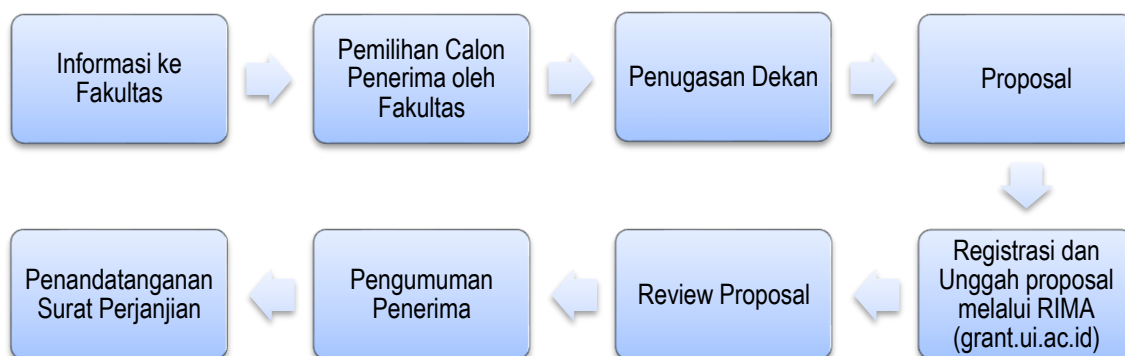 Informasi ke
Fakultas
Pemilihan Calon
Penerima oleh
Fakultas
Penugasan Dekan
Proposal
Registrasi dan
Unggah proposal
melalui RIMA
(grant.ui.ac.id)
Review Proposal
Pengumuman
Penerima
Penandatanganan
Surat Perjanjian